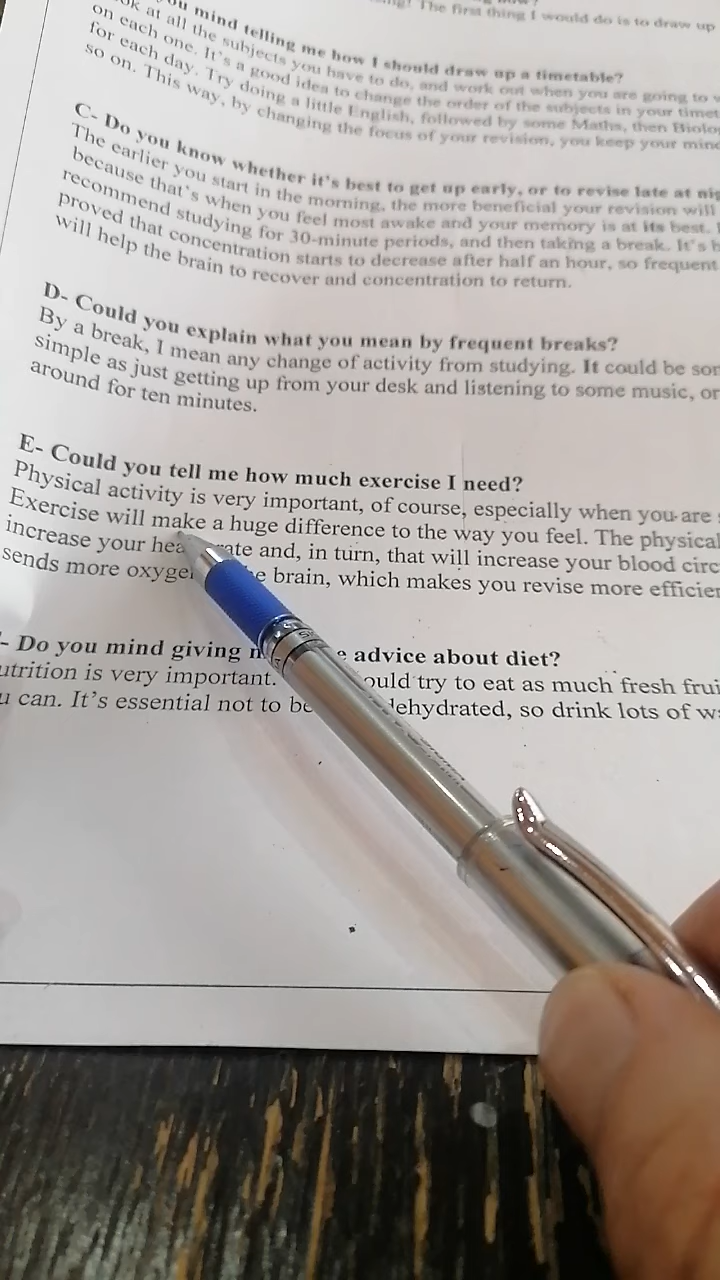 The first thing I would do is to draw up
ou mind telling me how I should draw up a timetable?
ok at all the subjects you have to do, and work out when you are going to
on each one. It's a good idea to change the order of the subjects in your timet
for each day. Try doing a little English, followed by some Maths, then Biolo
so on. This way, by changing the focus of your revision, you keep your mind
C- Do you know whether it's best to get up early, or to revise late at nig
The earlier you start in the morning, the more beneficial your revision will
because that's when you feel most awake and your memory is at its best. I
recommend studying for 30-minute periods, and then taking a break. It's b
proved that concentration starts to decrease after half an hour, so frequent
will help the brain to recover and concentration to return.
D- Could you explain what you mean by frequent breaks?
By a break, I mean any change of activity from studying. It could be som
simple as just getting up from your desk and listening to some music, or
around for ten minutes.
E- Could you tell me how much exercise I need?
Physical activity is very important, of course, especially when you are s
Exercise will make a huge difference to the way you feel. The physical
increase your hea ate and, in turn, that will increase your blood circ
sends more oxyge e brain, which makes you revise more efficien
- Do you mind giving m e advice about diet?
utrition is very important. ould try to eat as much fresh frui
u can. It's essential not to be dehydrated, so drink lots of wa